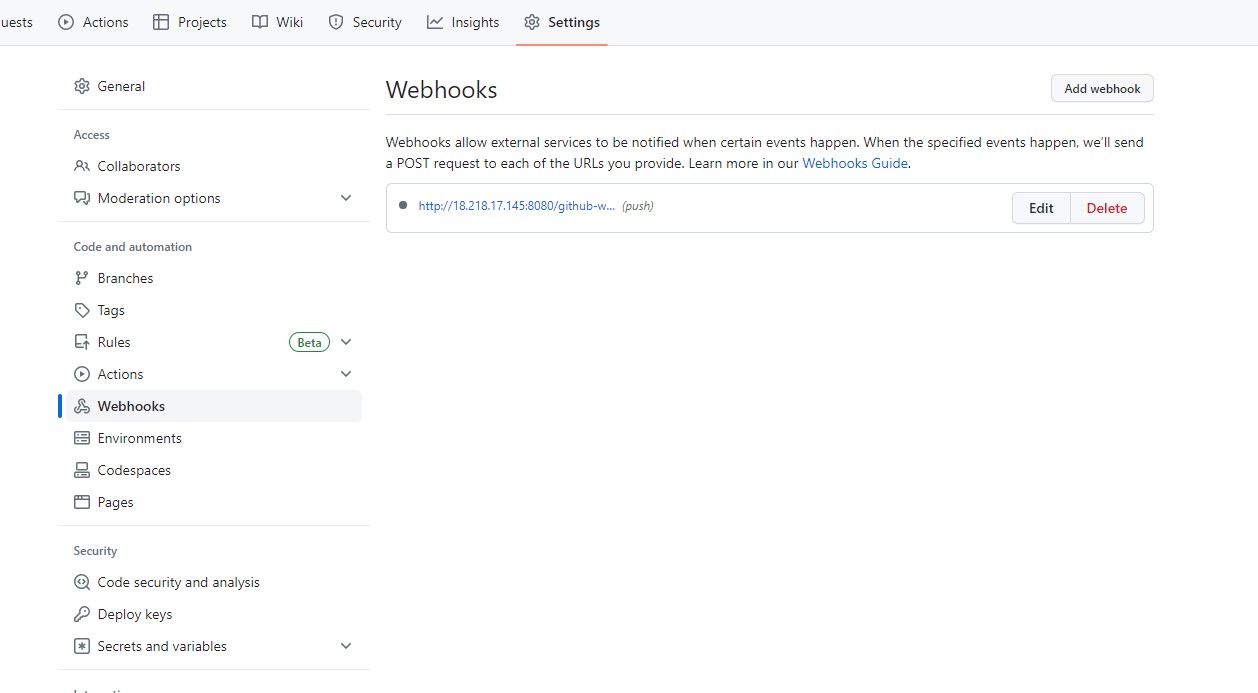 uests Actions Projects Wiki Security Insights Settings
General
Access
Collaborators
Moderation options
Code and automation
Branches
Tags
Rules Beta
Actions
Webhooks
Environments
Codespaces
Pages
Security
Code security and analysis
Deploy keys
Secrets and variables
Webhooks Add webhook
Webhooks allow external services to be notified when certain events happen. When the specified events happen, we’ll send
a POST request to each of the URLs you provide. Learn more in our Webhooks Guide.
http://18.218.17.145:8080/github-w... (push) Edit Delete